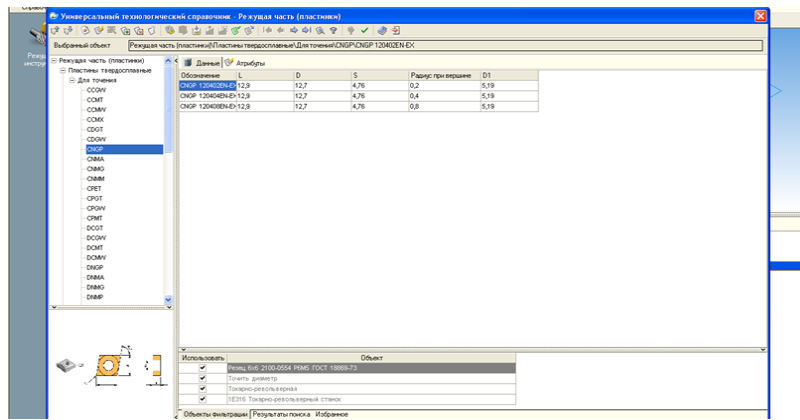 Универсальный технологический справочник - Режущая часть (пластинки)
Выбранный объект
Режущая часть (пластинки)\Пластины твердосплавные\Для точения\CNGP\CNGP 120402EN-EX
Режущая часть (пластинки)
Пластины твердосплавные
Для точения
CCGW
CCMT
CCMW
CCMX
CDGT
CDGW
CNGP
CNMA
CNMG
CNMM
CPET
CPGT
CPGW
CPMT
DCGT
DCGW
DCMT
DCMW
DNGP
DNMA
DNMG
DNMP
Данные Атрибуты
Обозначение L D S Радиус при вершине D1
CNGP 120402EN-EX 12,9 12,7 4,76 0,2 5,19
CNGP 120404EN-EX 12,9 12,7 4,76 0,4 5,19
CNGP 120408EN-EX 12,9 12,7 4,76 0,8 5,19
Использовать Объект
Резец 6х6 2100-0554 Р6М5 ГОСТ 18869-73
Точить диаметр
Токарно-револьверная
1Е316 Токарно-револьверный станок
Объекты фильтрации Результаты поиска Избранное